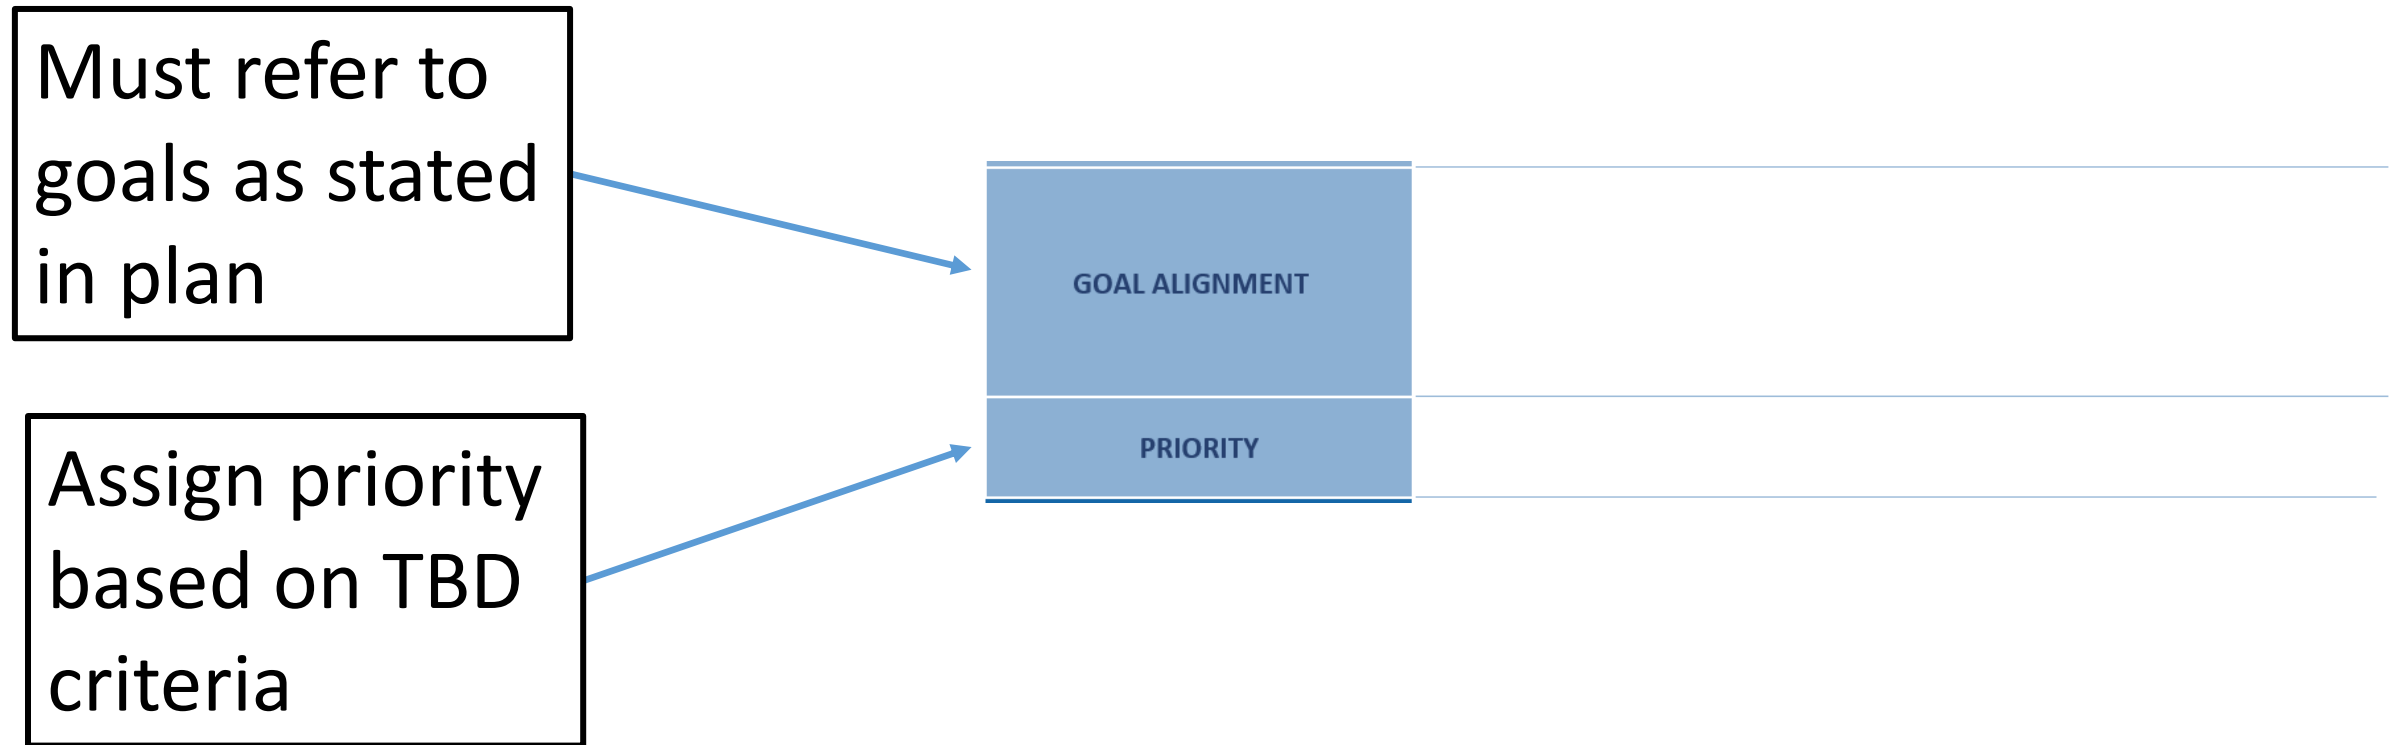 Must refer to
goals as stated
in plan
GOAL ALIGNMENT
Assign priority
based on TBD
criteria
PRIORITY